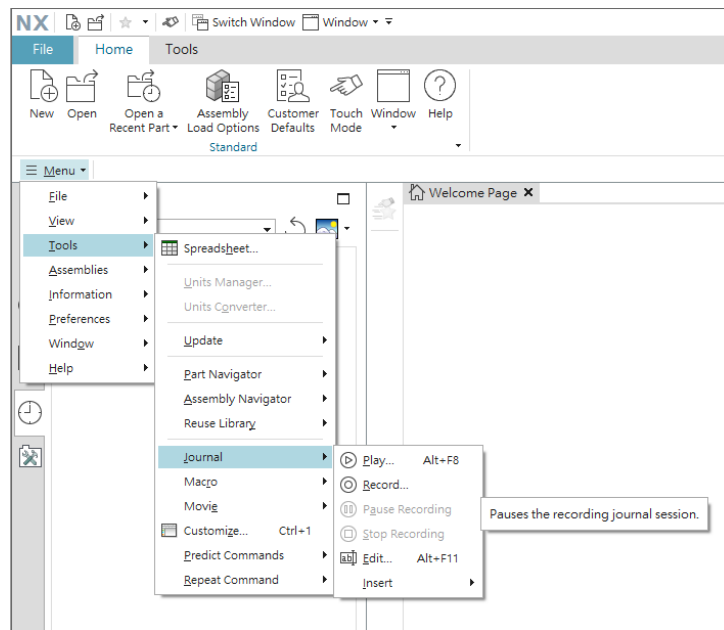 NX Switch Window Window
File Home Tools
New Open Open a Recent Part Assembly Load Options Customer Defaults Touch Mode Window Help
Standard
Menu
Welcome Page
File
View
Tools
Assemblies
Information
Preferences
Window
Help
Spreadsheet...
Units Manager...
Units Converter...
Update
Part Navigator
Assembly Navigator
Reuse Library
Journal
Macro
Movie
Customize... Ctrl+1
Predict Commands
Repeat Command
Play... Alt+F8
Record...
Pause Recording
Stop Recording
Edit... Alt+F11
Insert
Pauses the recording journal session.